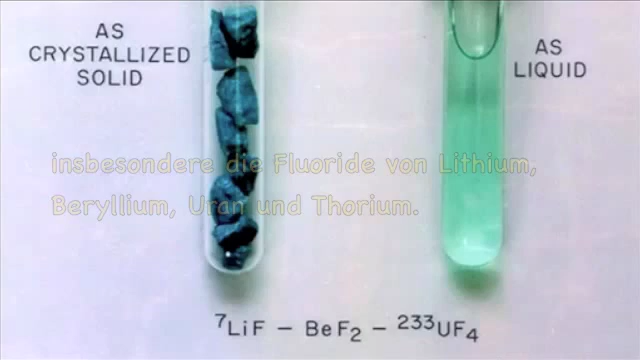 AS
CRYSTALLIZED
SOLID
AS
LIQUID
insbesondere die Fluoride von Lithium,
Beryllium, Uran und Thorium.
⁷LiF – BeF₂ – ²³³UF₄